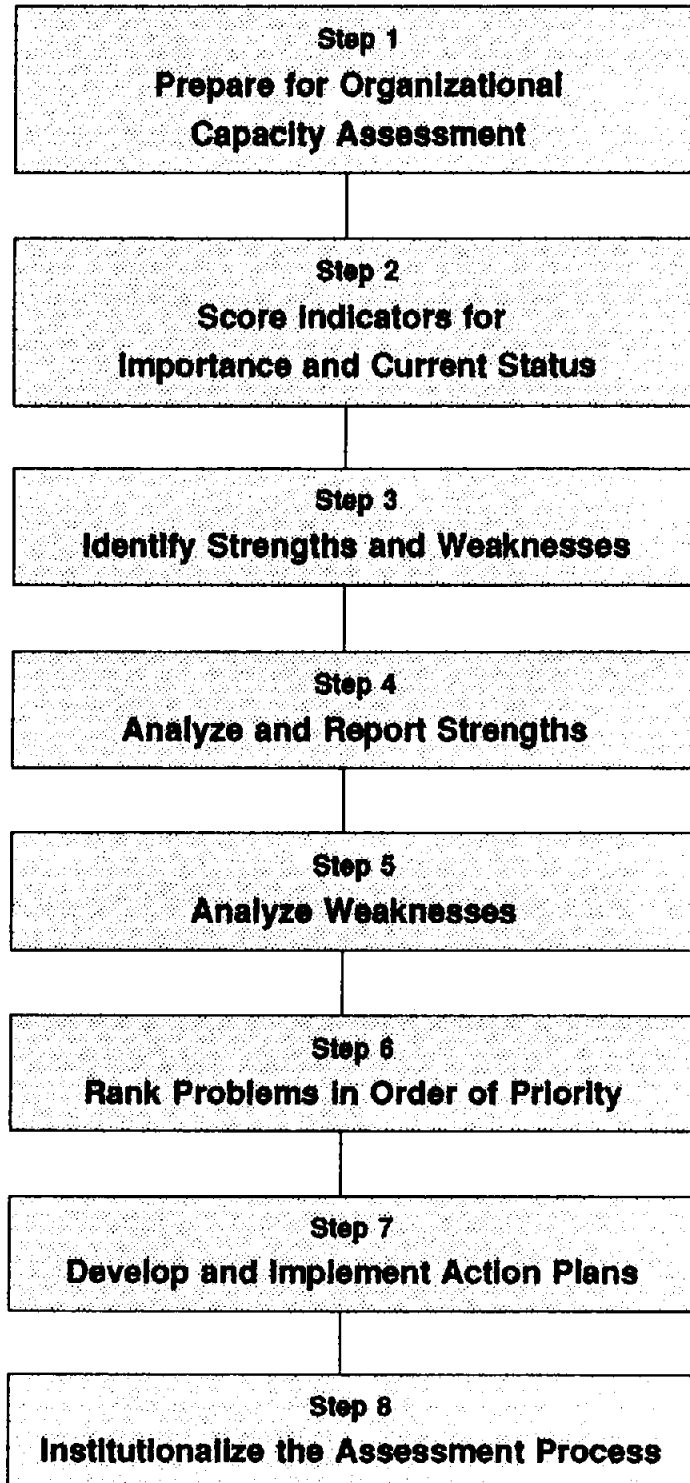 Step 1
Prepare for Organizational
Capacity Assessment
Step 2
Score Indicators for
Importance and Current Status
Step 3
Identify Strengths and Weaknesses
Step 4
Analyze and Report Strengths
Step 5
Analyze Weaknesses
Step 6
Rank Problems in Order of Priority
Step 7
Develop and Implement Action Plans
Step 8
Institutionalize the Assessment Process